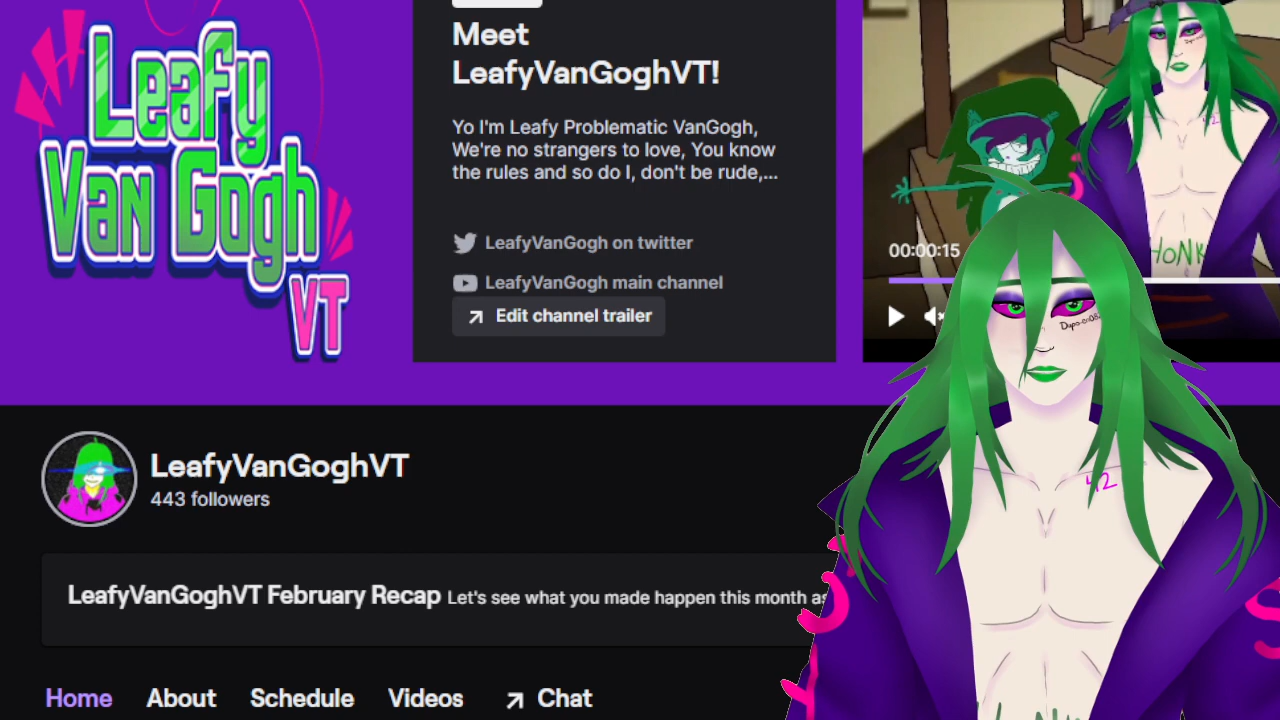 Leafy
Van Gogh
VT
Meet
LeafyVanGoghVT!
Yo I'm Leafy Problematic VanGogh,
We're no strangers to love, You know
the rules and so do I, don't be rude,...
LeafyVanGogh on twitter
LeafyVanGogh main channel
Edit channel trailer
00:00:15
HONK
42
LeafyVanGoghVT
443 followers
LeafyVanGoghVT February Recap Let's see what you made happen this month as
Home About Schedule Videos Chat